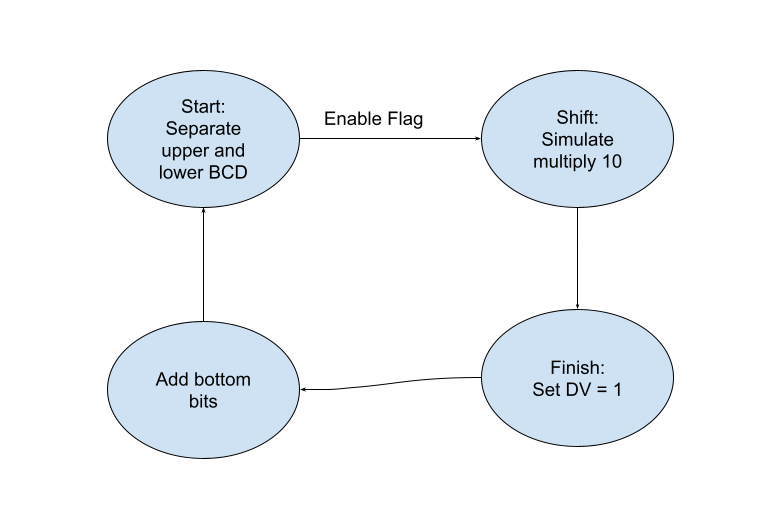 Start:
Separate
upper and
lower BCD
Enable Flag
Shift:
Simulate
multiply 10
Add bottom
bits
Finish:
Set DV = 1